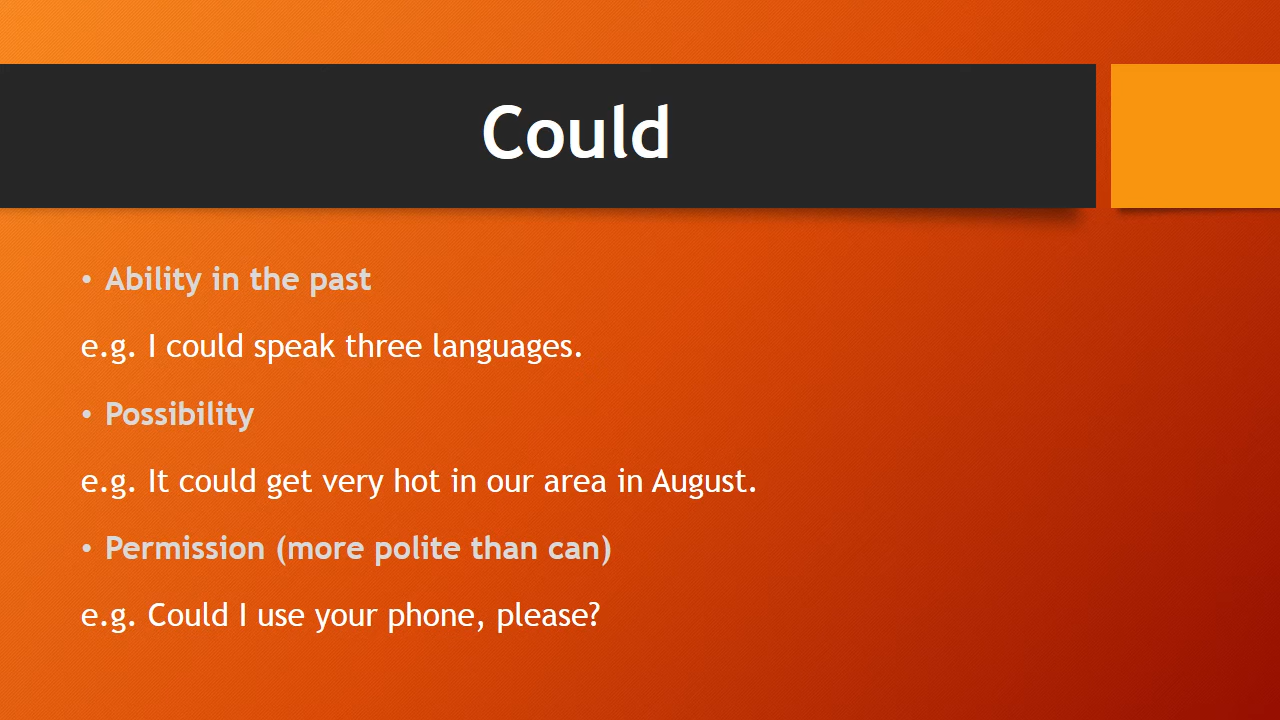 Could
• Ability in the past
e.g. I could speak three languages.
• Possibility
e.g. It could get very hot in our area in August.
• Permission (more polite than can)
e.g. Could I use your phone, please?